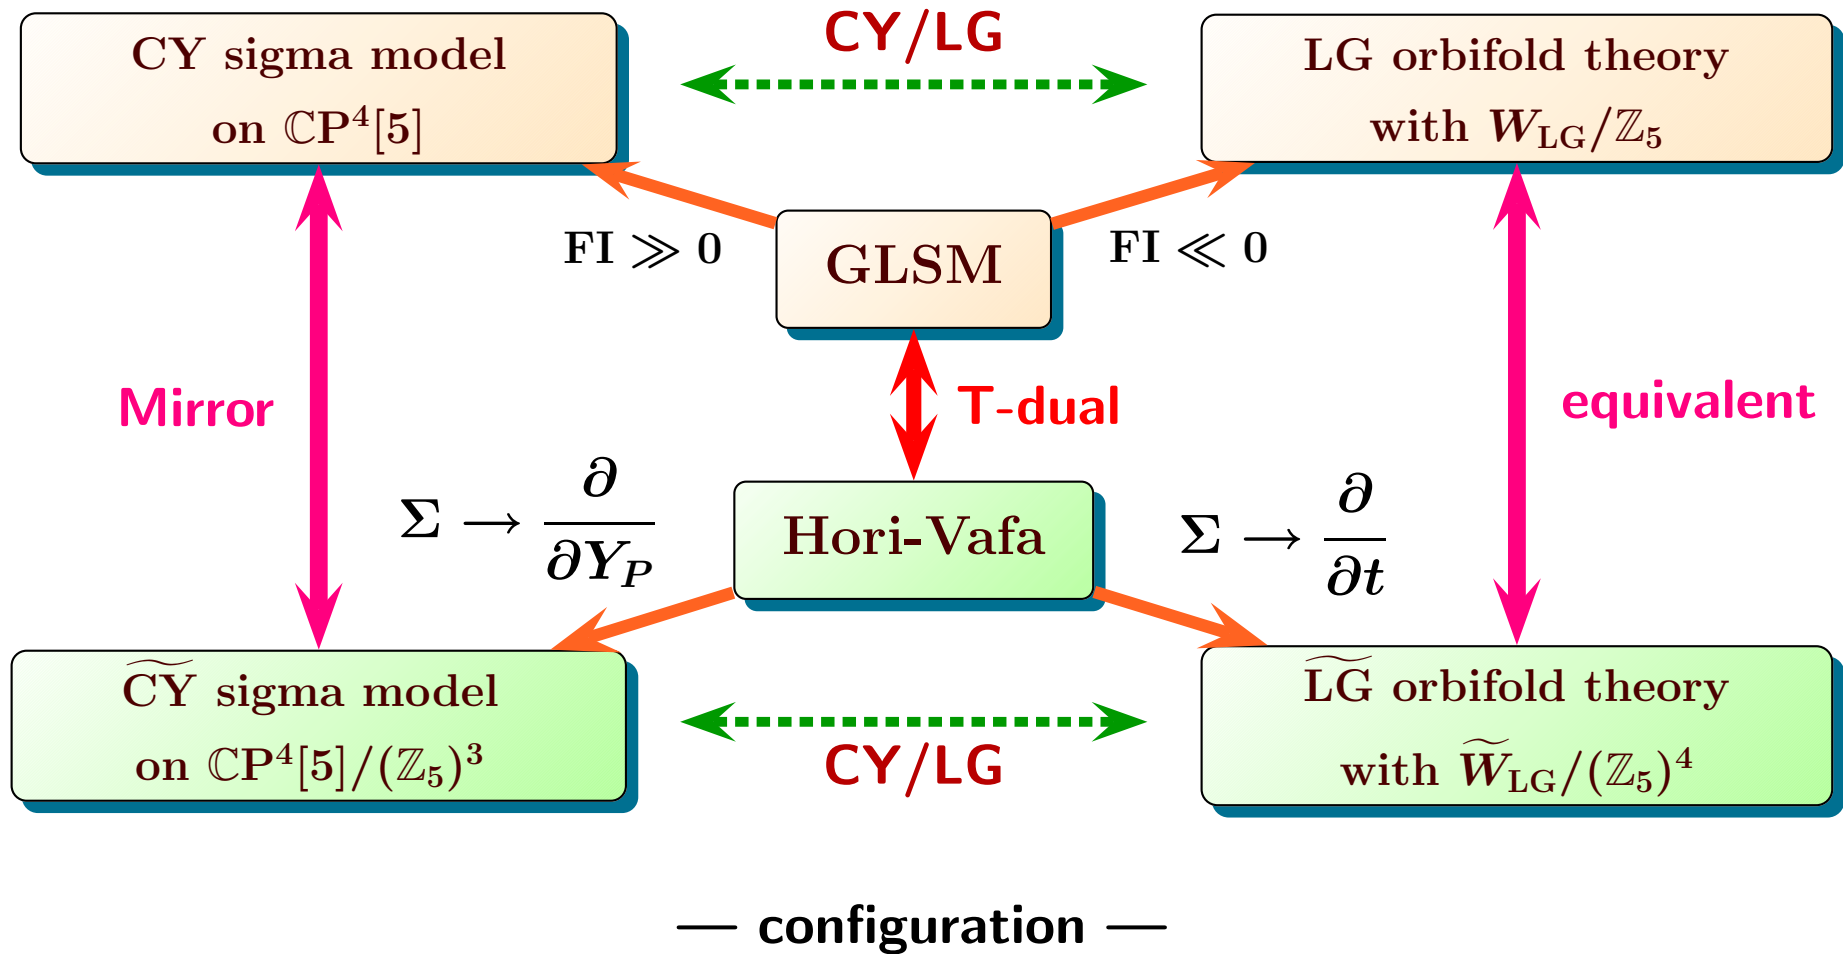 CY sigma model
on ℂP⁴[5]
CY/LG
LG orbifold theory
with W_LG/ℤ₅
FI ≫ 0
GLSM
FI ≪ 0
Mirror
T-dual
equivalent
Σ → ∂/∂Y_P
Hori-Vafa
Σ → ∂/∂t
C͠Y sigma model
on ℂP⁴[5]/(ℤ₅)³
CY/LG
L͠G orbifold theory
with W̃_LG/(ℤ₅)⁴
— configuration —